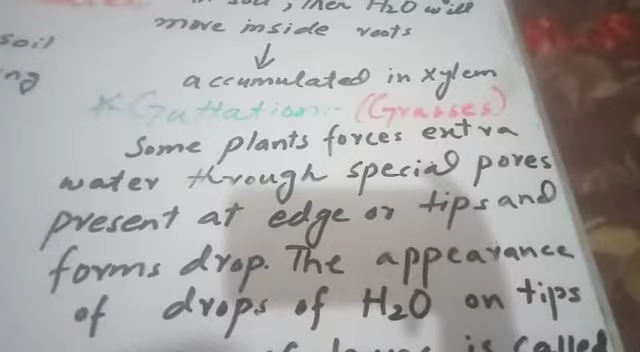 soil, then H2O will
soil
move inside roots
ing
↓
accumulated in xylem
* Guttation:- (Grasses)
Some plants forces extra
water through special pores
present at edge or tips and
forms drop. The appearance
of drops of H2O on tips
is called